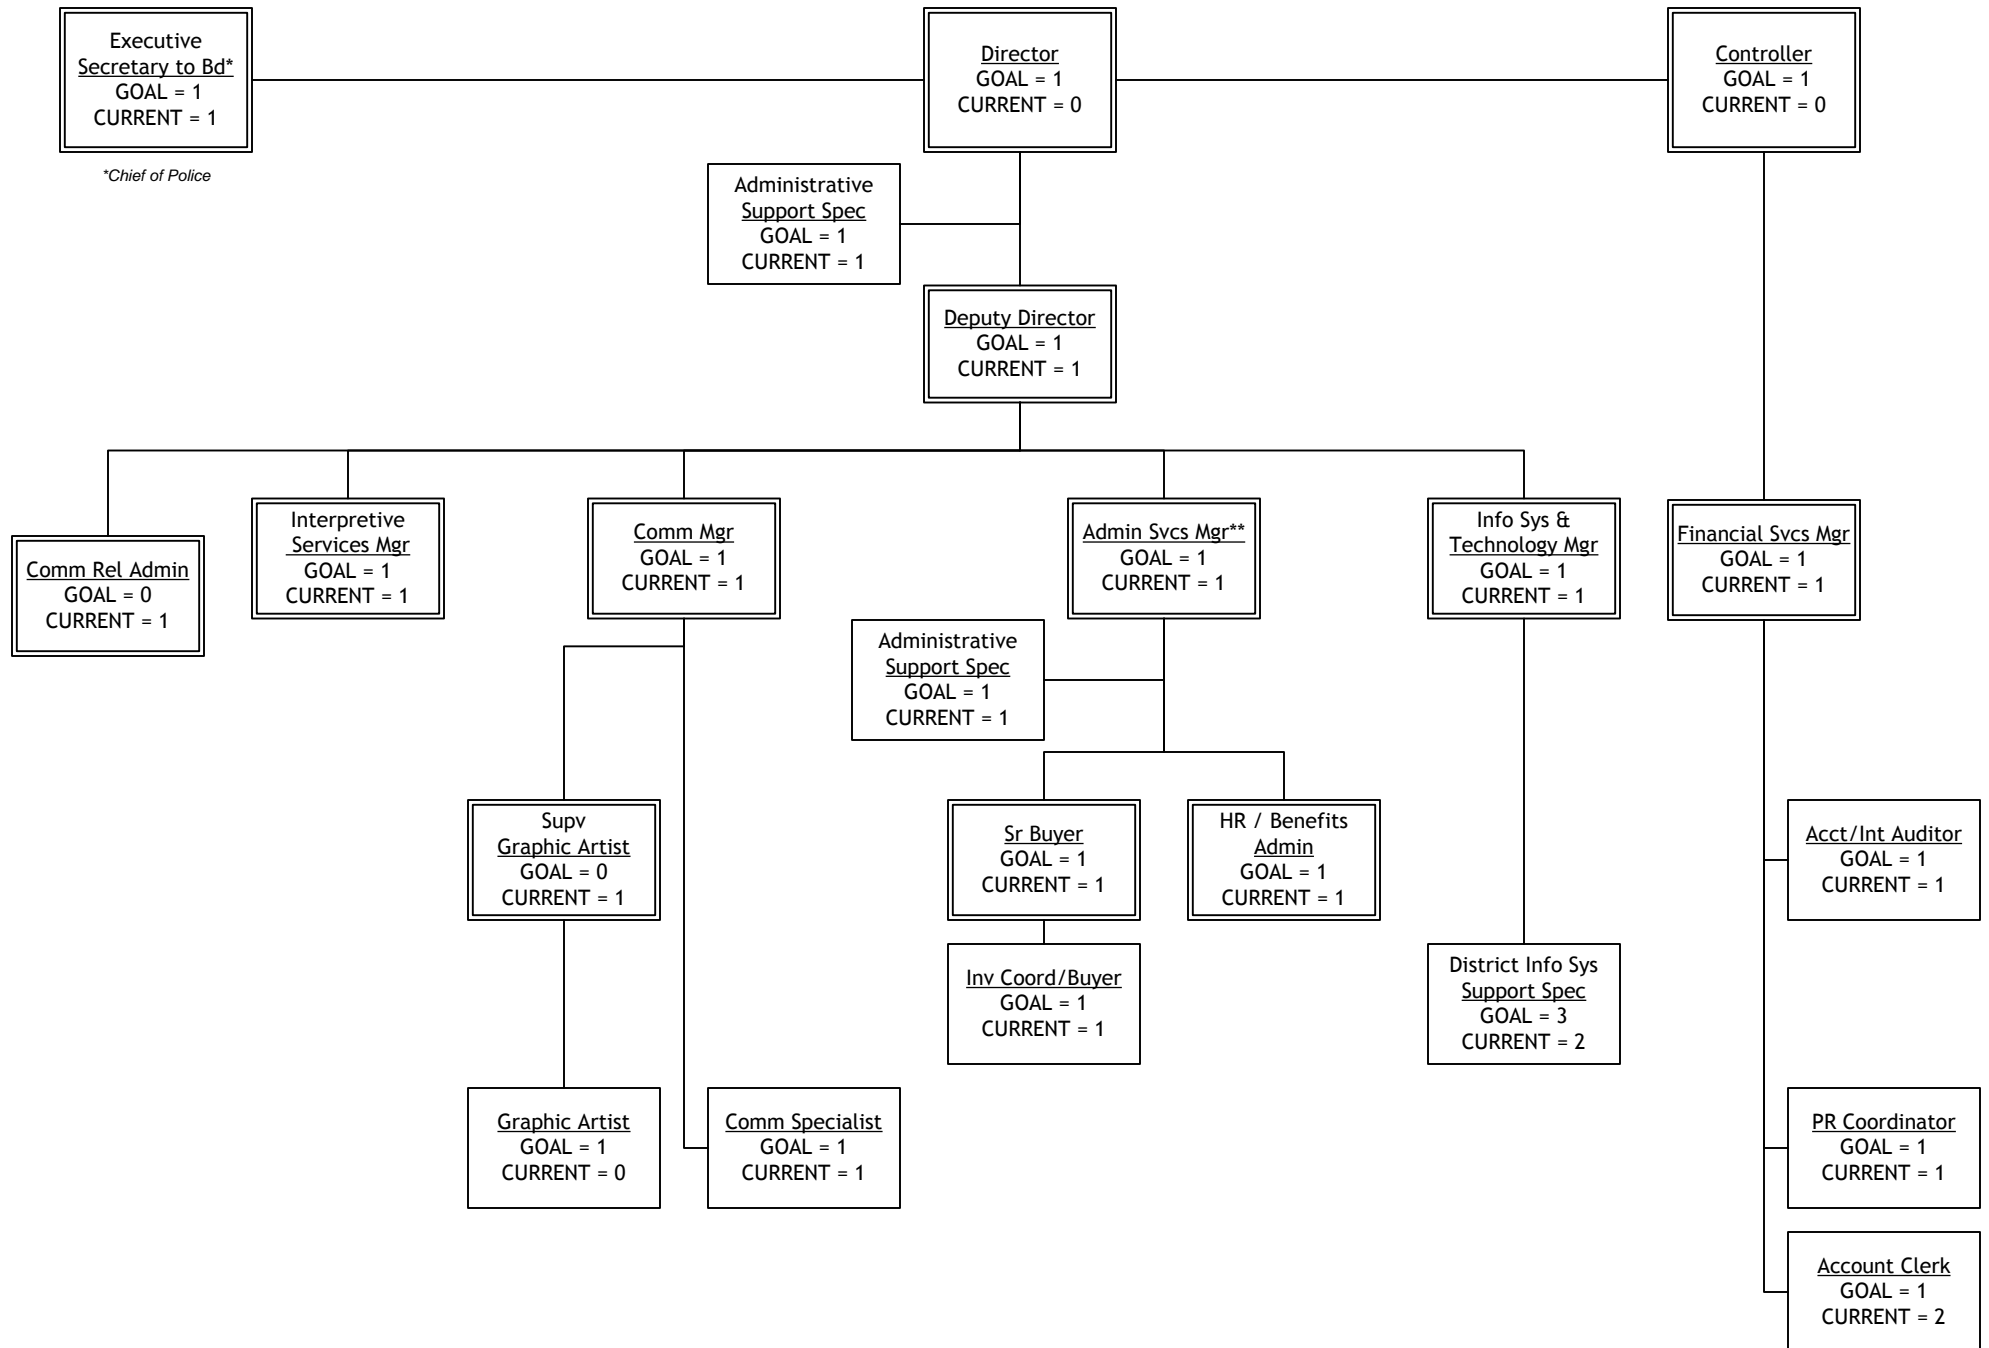 Executive
Secretary to Bd*
GOAL = 1
CURRENT = 1
*Chief of Police
Director
GOAL = 1
CURRENT = 0
Controller
GOAL = 1
CURRENT = 0
Administrative
Support Spec
GOAL = 1
CURRENT = 1
Deputy Director
GOAL = 1
CURRENT = 1
Comm Rel Admin
GOAL = 0
CURRENT = 1
Interpretive
Services Mgr
GOAL = 1
CURRENT = 1
Comm Mgr
GOAL = 1
CURRENT = 1
Admin Svcs Mgr**
GOAL = 1
CURRENT = 1
Info Sys &
Technology Mgr
GOAL = 1
CURRENT = 1
Financial Svcs Mgr
GOAL = 1
CURRENT = 1
Administrative
Support Spec
GOAL = 1
CURRENT = 1
Supv
Graphic Artist
GOAL = 0
CURRENT = 1
Sr Buyer
GOAL = 1
CURRENT = 1
HR / Benefits
Admin
GOAL = 1
CURRENT = 1
Acct/Int Auditor
GOAL = 1
CURRENT = 1
Inv Coord/Buyer
GOAL = 1
CURRENT = 1
District Info Sys
Support Spec
GOAL = 3
CURRENT = 2
Graphic Artist
GOAL = 1
CURRENT = 0
Comm Specialist
GOAL = 1
CURRENT = 1
PR Coordinator
GOAL = 1
CURRENT = 1
Account Clerk
GOAL = 1
CURRENT = 2